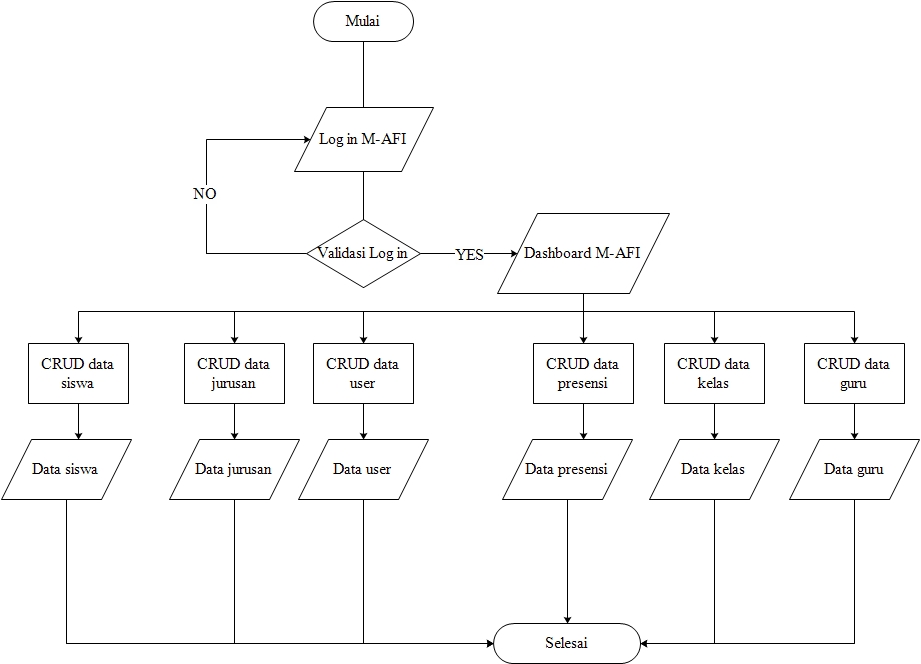 Mulai
Log in M-AFI
NO
Validasi Log in
YES
Dashboard M-AFI
CRUD data
siswa
CRUD data
jurusan
CRUD data
user
CRUD data
presensi
CRUD data
kelas
CRUD data
guru
Data siswa
Data jurusan
Data user
Data presensi
Data kelas
Data guru
Selesai